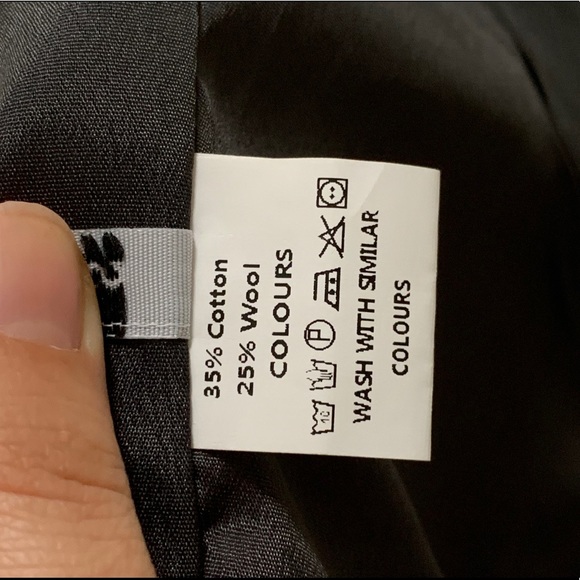 35% Cotton
25% Wool
COLOURS
P
WASH WITH SIMILAR
COLOURS